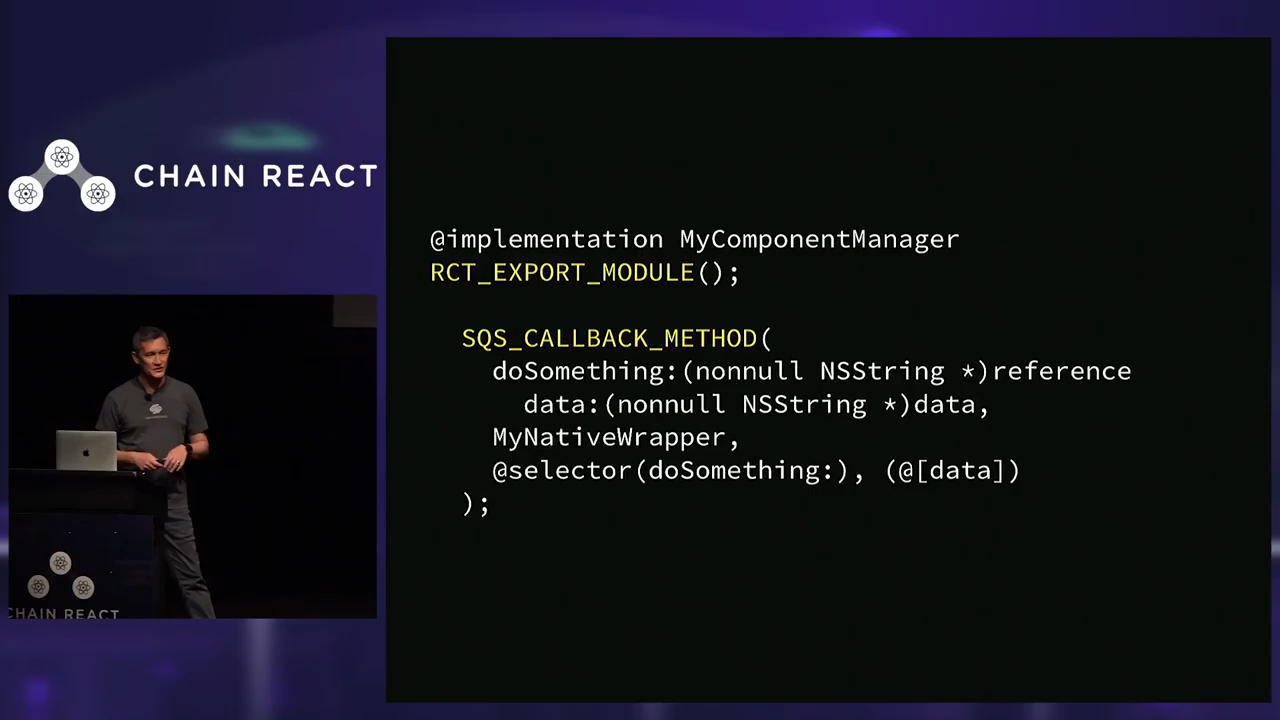 CHAIN REACT
@implementation MyComponentManager
RCT_EXPORT_MODULE();
SQS_CALLBACK_METHOD(
doSomething:(nonnull NSString *)reference
data:(nonnull NSString *)data,
MyNativeWrapper,
@selector(doSomething:), (@[data])
);
CHAIN REACT